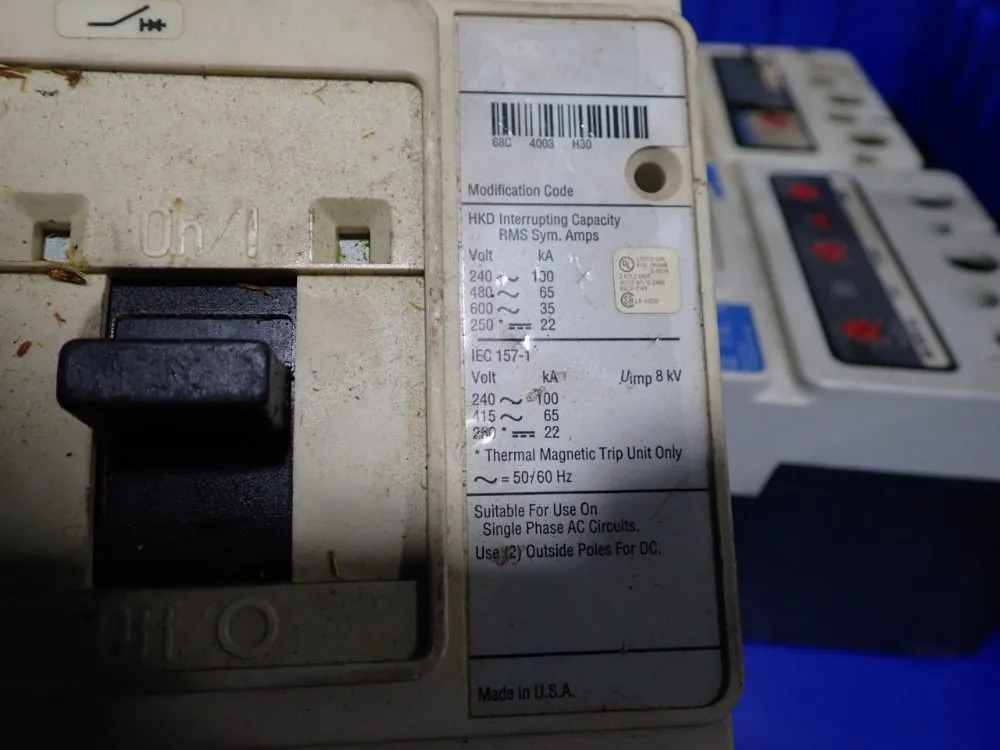 On/I
Off/O
68C 4003 H30
Modification Code
HKD Interrupting Capacity
RMS Sym. Amps
Volt kA
240 ~ 100
480 ~ 65
600 ~ 35
250 * ⎓ 22
IEC 157-1
Volt kA Uimp 8 kV
240 ~ 100
415 ~ 65
250 * ⎓ 22
* Thermal Magnetic Trip Unit Only
~ = 50/60 Hz
Suitable For Use On
Single Phase AC Circuits.
Use (2) Outside Poles For DC.
Made in U.S.A.